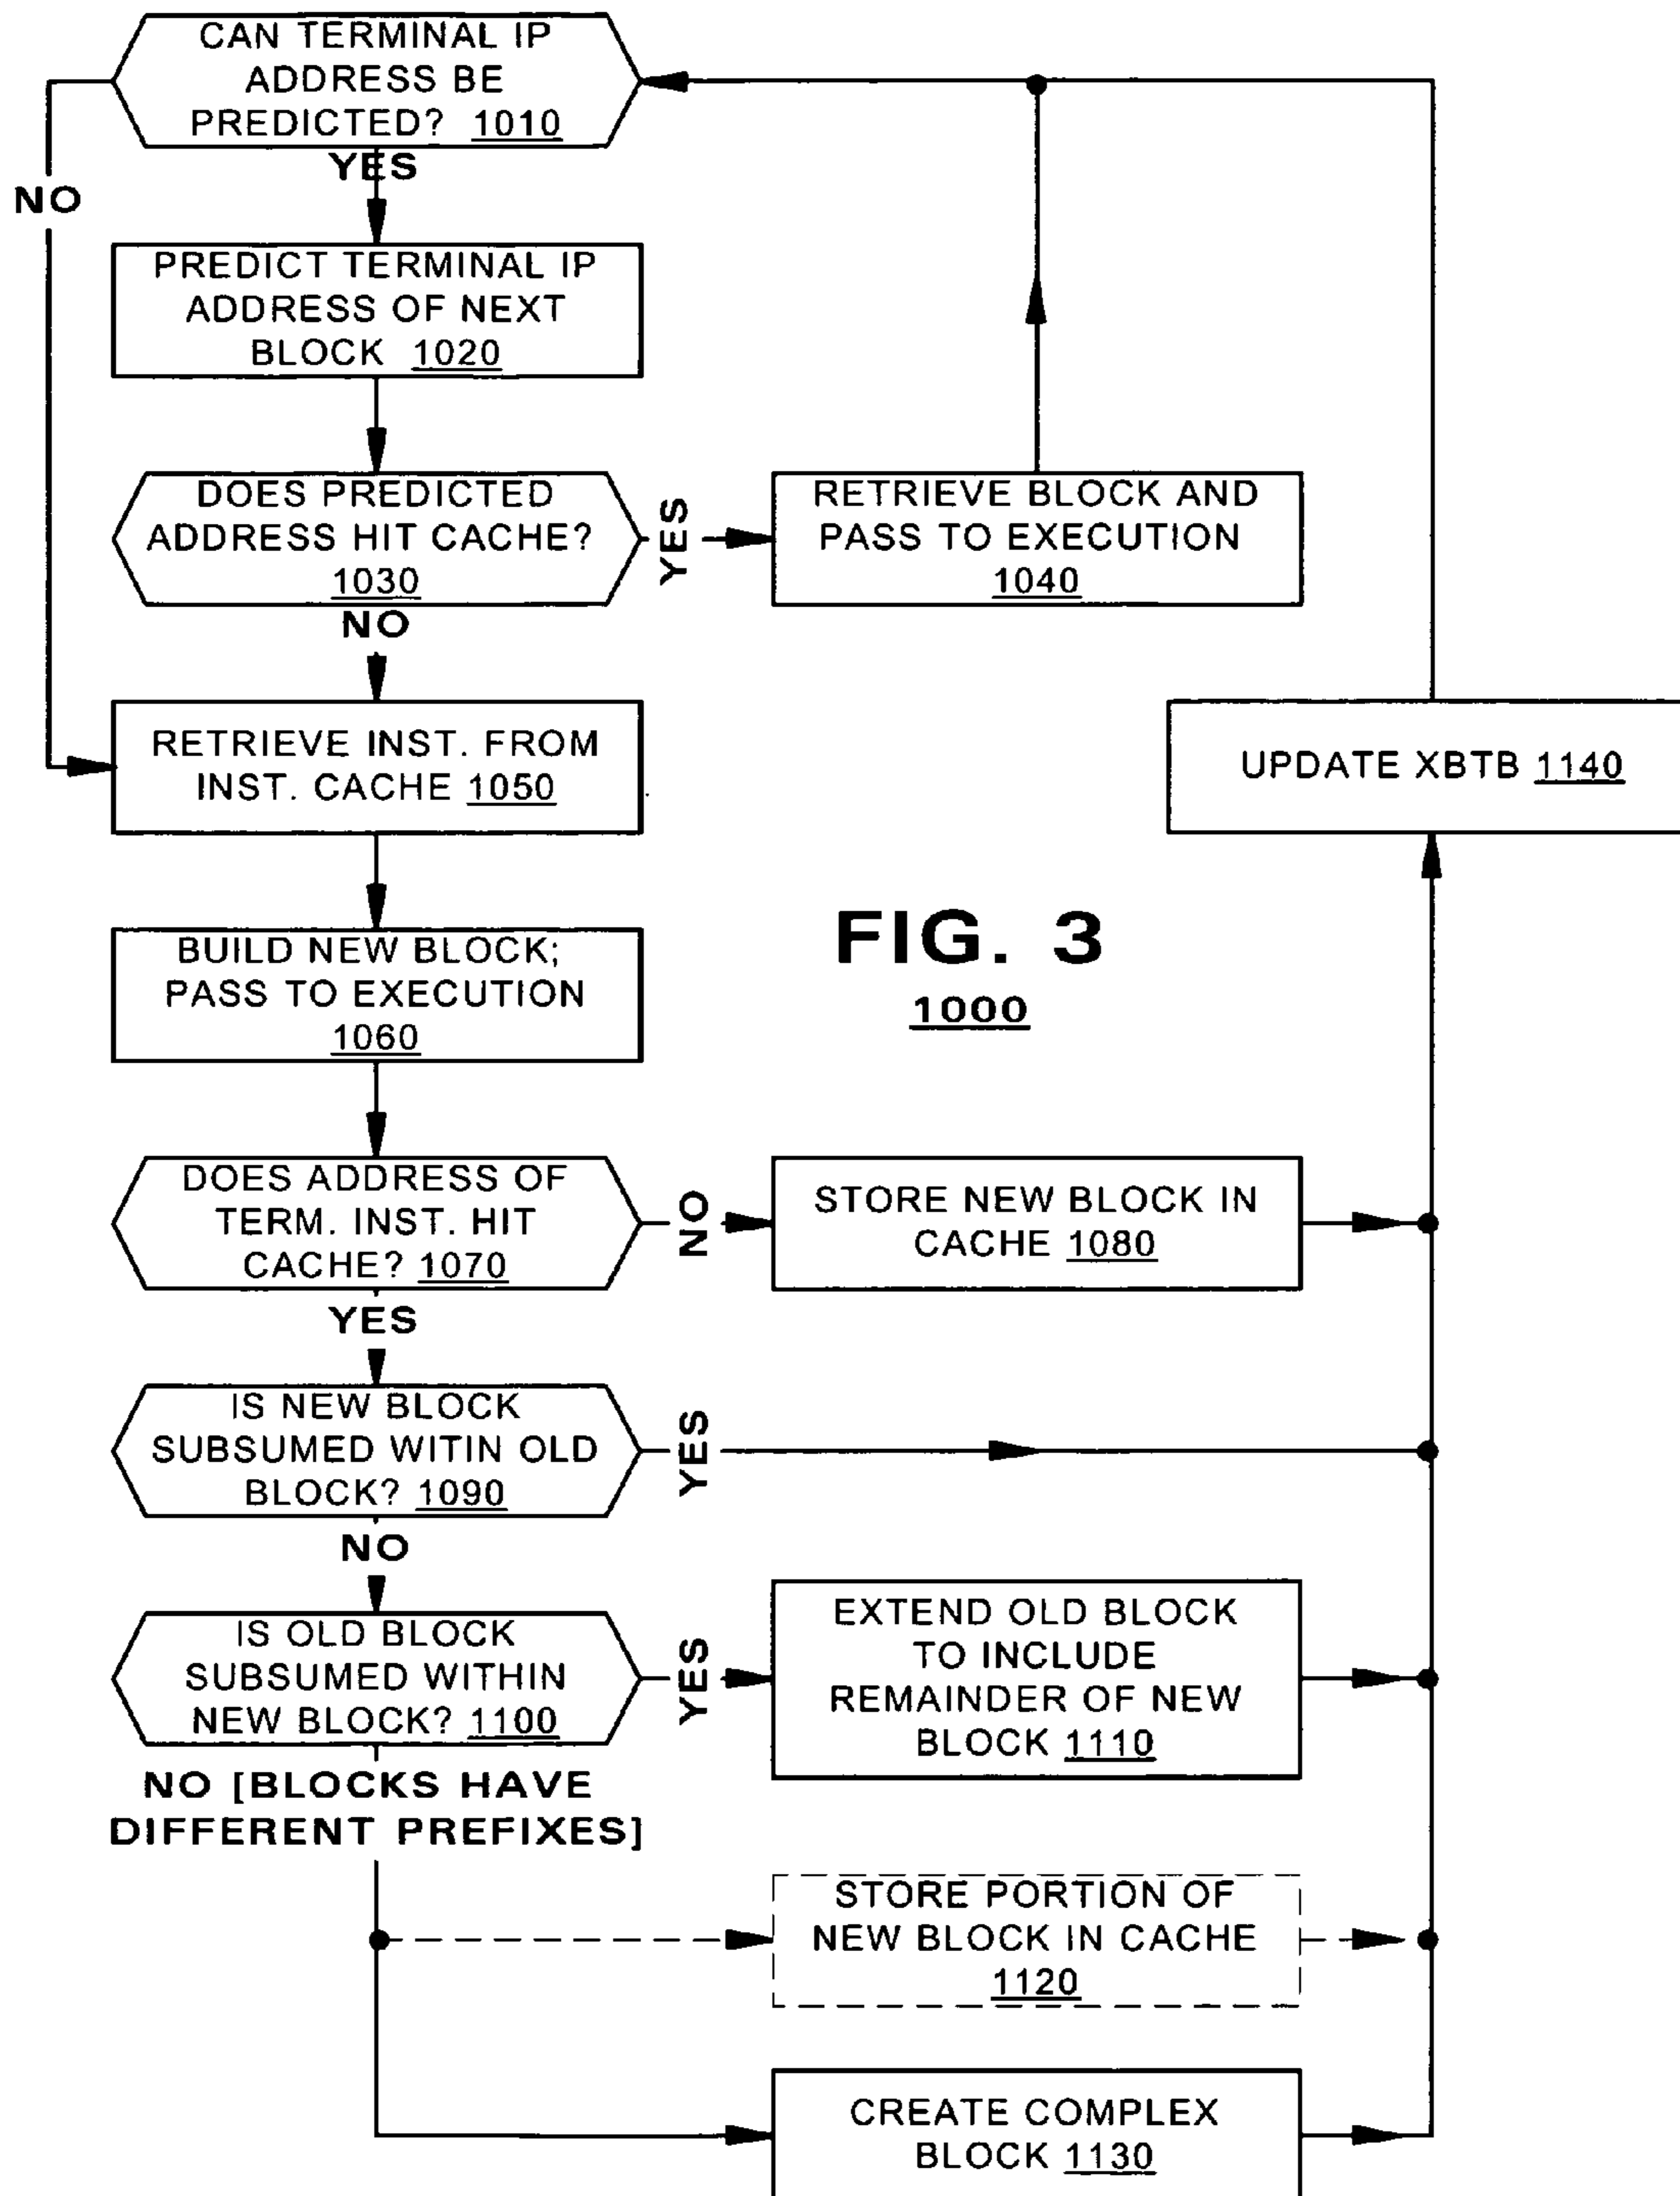 CAN TERMINAL IP
ADDRESS BE
PREDICTED? 1010
YES
NO
PREDICT TERMINAL IP
ADDRESS OF NEXT
BLOCK 1020
DOES PREDICTED
ADDRESS HIT CACHE?
1030
YES
RETRIEVE BLOCK AND
PASS TO EXECUTION
1040
NO
RETRIEVE INST. FROM
INST. CACHE 1050
UPDATE XBTB 1140
BUILD NEW BLOCK;
PASS TO EXECUTION
1060
FIG. 3
1000
DOES ADDRESS OF
TERM. INST. HIT
CACHE? 1070
NO
STORE NEW BLOCK IN
CACHE 1080
YES
IS NEW BLOCK
SUBSUMED WITIN OLD
BLOCK? 1090
YES
NO
IS OLD BLOCK
SUBSUMED WITHIN
NEW BLOCK? 1100
YES
EXTEND OLD BLOCK
TO INCLUDE
REMAINDER OF NEW
BLOCK 1110
NO [BLOCKS HAVE
DIFFERENT PREFIXES]
STORE PORTION OF
NEW BLOCK IN CACHE
1120
CREATE COMPLEX
BLOCK 1130